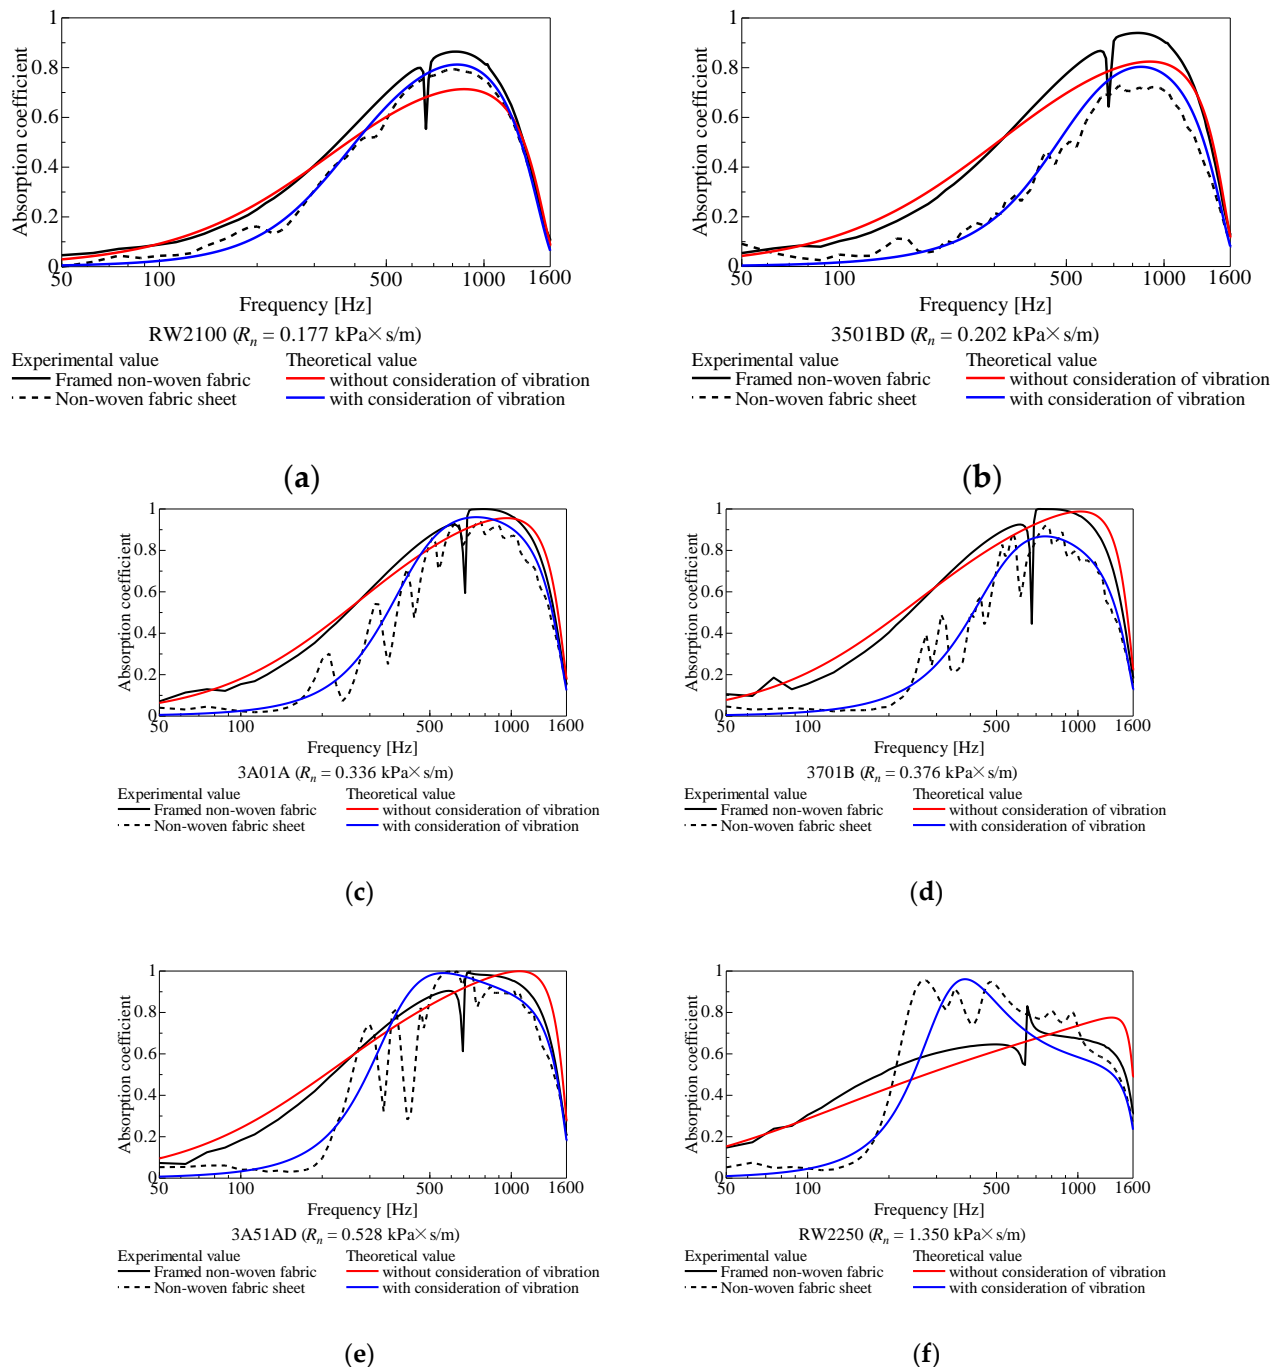 1
0.8
0.6
0.4
0.2
0
Absorption coefficient
50 100 500 1000 1600
Frequency [Hz]
RW2100 (Rn = 0.177 kPa×s/m)
Experimental value Theoretical value
Framed non-woven fabric without consideration of vibration
Non-woven fabric sheet with consideration of vibration
(a)
1
0.8
0.6
0.4
0.2
0
Absorption coefficient
50 100 500 1000 1600
Frequency [Hz]
3501BD (Rn = 0.202 kPa×s/m)
Experimental value Theoretical value
Framed non-woven fabric without consideration of vibration
Non-woven fabric sheet with consideration of vibration
(b)
1
0.8
0.6
0.4
0.2
0
Absorption coefficient
50 100 500 1000 1600
Frequency [Hz]
3A01A (Rn = 0.336 kPa×s/m)
Experimental value Theoretical value
Framed non-woven fabric without consideration of vibration
Non-woven fabric sheet with consideration of vibration
(c)
1
0.8
0.6
0.4
0.2
0
Absorption coefficient
50 100 500 1000 1600
Frequency [Hz]
3701B (Rn = 0.376 kPa×s/m)
Experimental value Theoretical value
Framed non-woven fabric without consideration of vibration
Non-woven fabric sheet with consideration of vibration
(d)
1
0.8
0.6
0.4
0.2
0
Absorption coefficient
50 100 500 1000 1600
Frequency [Hz]
3A51AD (Rn = 0.528 kPa×s/m)
Experimental value Theoretical value
Framed non-woven fabric without consideration of vibration
Non-woven fabric sheet with consideration of vibration
(e)
1
0.8
0.6
0.4
0.2
0
Absorption coefficient
50 100 500 1000 1600
Frequency [Hz]
RW2250 (Rn = 1.350 kPa×s/m)
Experimental value Theoretical value
Framed non-woven fabric without consideration of vibration
Non-woven fabric sheet with consideration of vibration
(f)